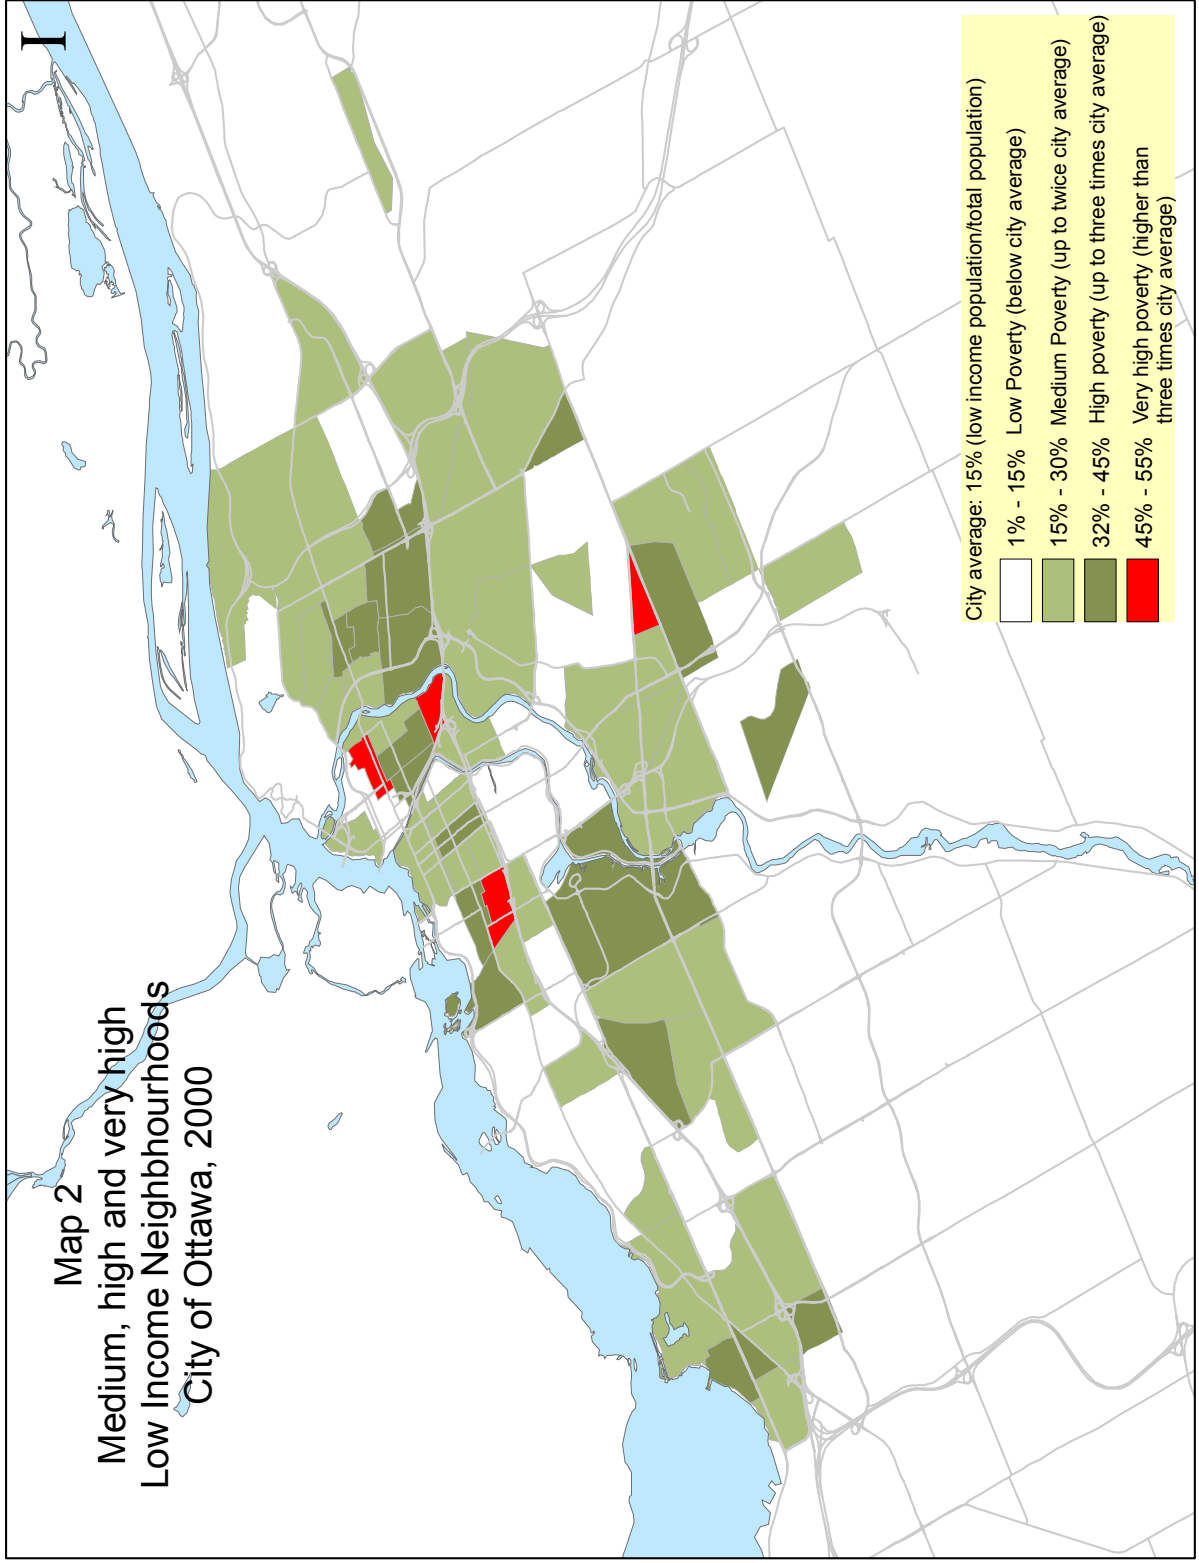 Map 2
Medium, high and very high
Low Income Neighbhourhoods
City of Ottawa, 2000
I
City average: 15% (low income population/total population)
1% - 15% Low Poverty (below city average)
15% - 30% Medium Poverty (up to twice city average)
32% - 45% High poverty (up to three times city average)
45% - 55% Very high poverty (higher than
three times city average)